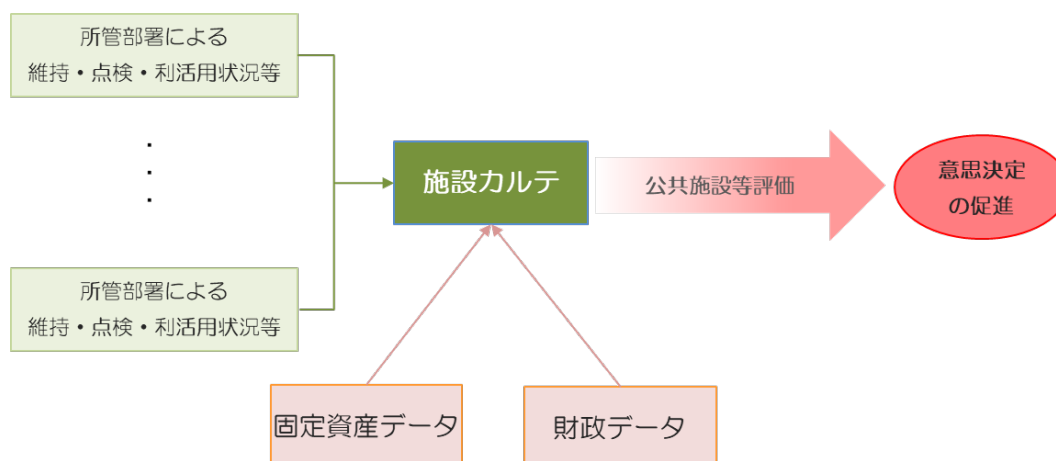 所管部署による
維持・点検・利活用状況等
・
・
・
施設カルテ
公共施設等評価
意思決定
の促進
所管部署による
維持・点検・利活用状況等
固定資産データ
財政データ